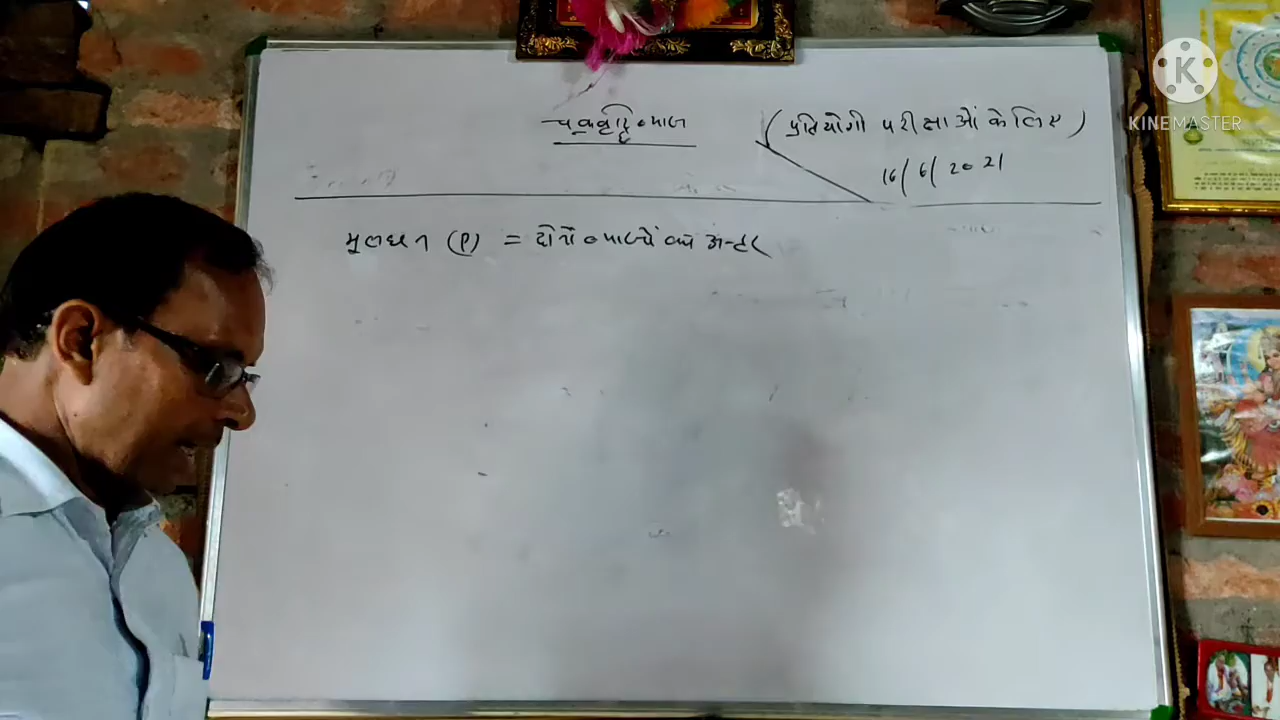 चक्रवृद्धि ब्याज
(प्रतियोगी परीक्षाओं के लिए)
16/6/2021
मूलधन (P) = दोनों ब्याजों का अन्तर
K
KINEMASTER